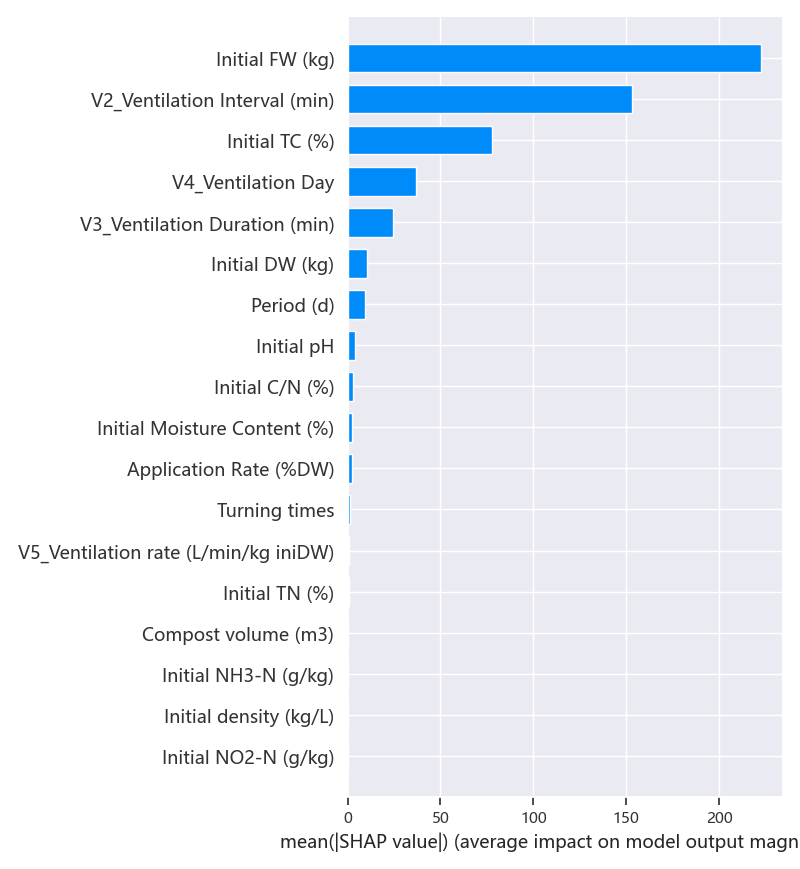 Initial FW (kg)
V2_Ventilation Interval (min)
Initial TC (%)
V4_Ventilation Day
V3_Ventilation Duration (min)
Initial DW (kg)
Period (d)
Initial pH
Initial C/N (%)
Initial Moisture Content (%)
Application Rate (%DW)
Turning times
V5_Ventilation rate (L/min/kg iniDW)
Initial TN (%)
Compost volume (m3)
Initial NH3-N (g/kg)
Initial density (kg/L)
Initial NO2-N (g/kg)
0 50 100 150 200
mean(|SHAP value|) (average impact on model output magn